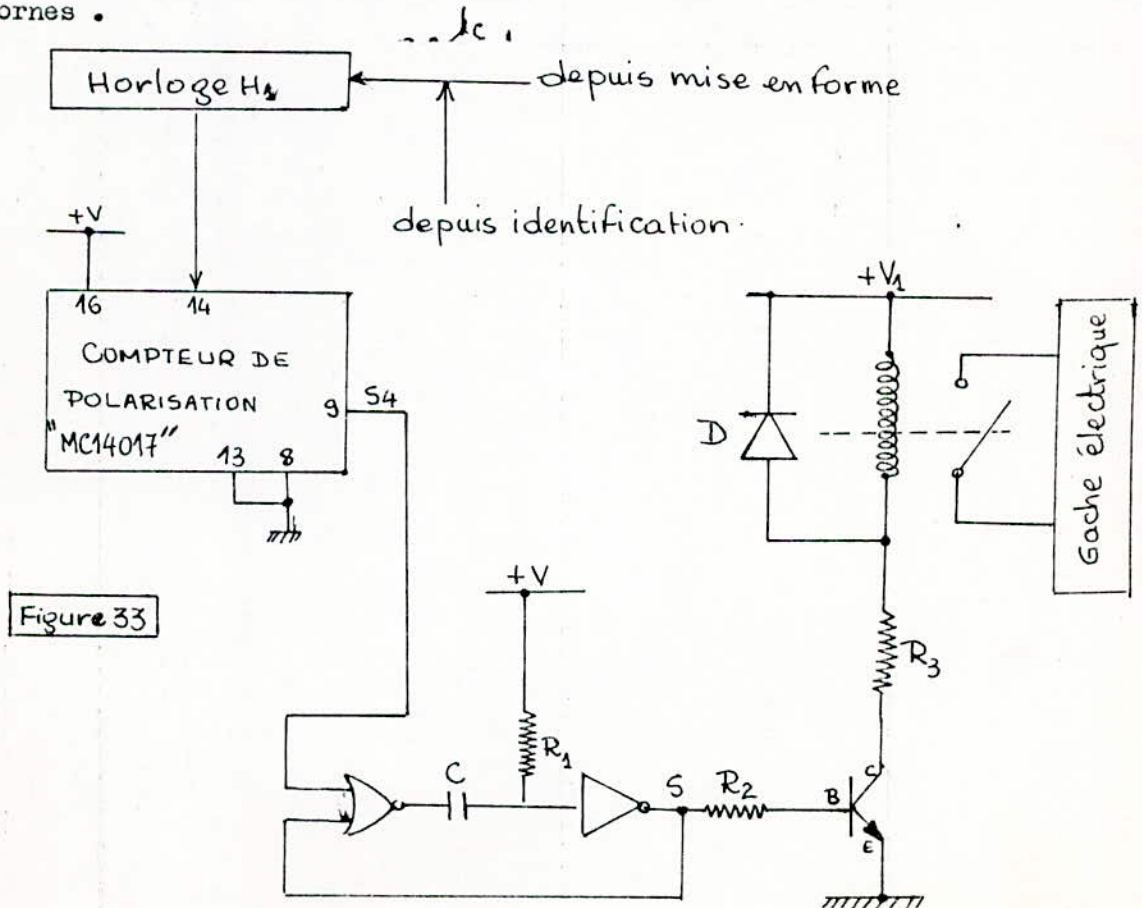 ornes .
Horloge H1
depuis mise en forme
depuis identification.
+V
16 14
COMPTEUR DE
POLARISATION
"MC14017"
9 S4
13 8
+V1
D
Gache électrique
Figure 33
+V
R1
R3
C
S
R2
B
C
E